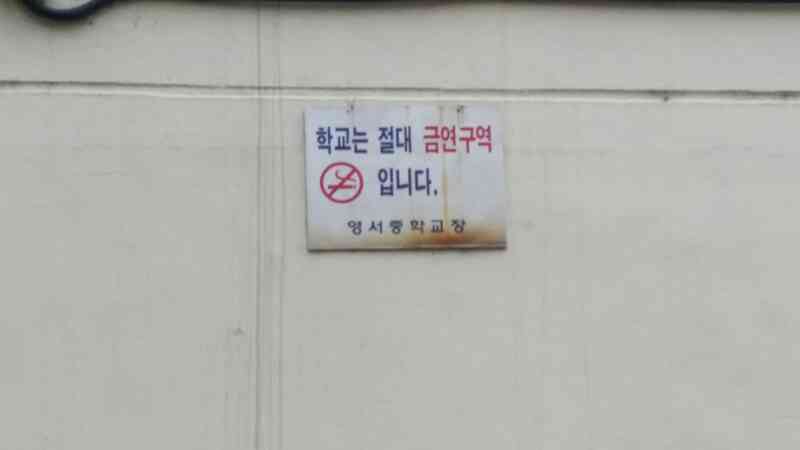 학교는 절대 금연구역
입니다.
영서중학교장